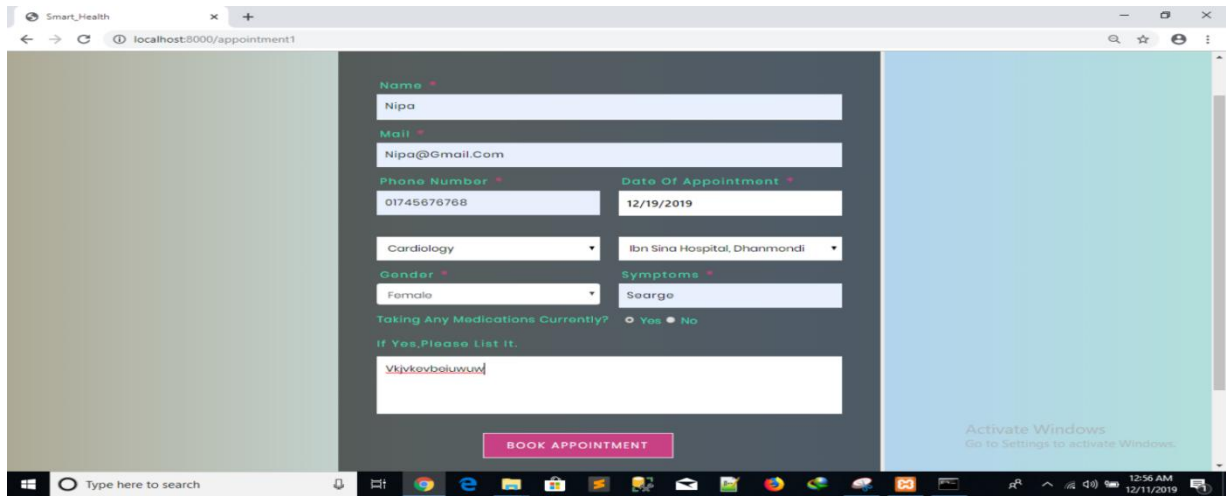 Smart_Health
localhost:8000/appointment1
Name *
Nipa
Mail *
Nipa@Gmail.Com
Phone Number * Date Of Appointment *
01745676768 12/19/2019
Cardiology Ibn Sina Hospital, Dhanmondi
Gender * Symptoms *
Female Searge
Taking Any Medications Currently? Yes No
If Yes,Please List It.
Vkjvkevbeiuwuw
BOOK APPOINTMENT
Activate Windows
Go to Settings to activate Windows.
Type here to search
12:56 AM
12/11/2019